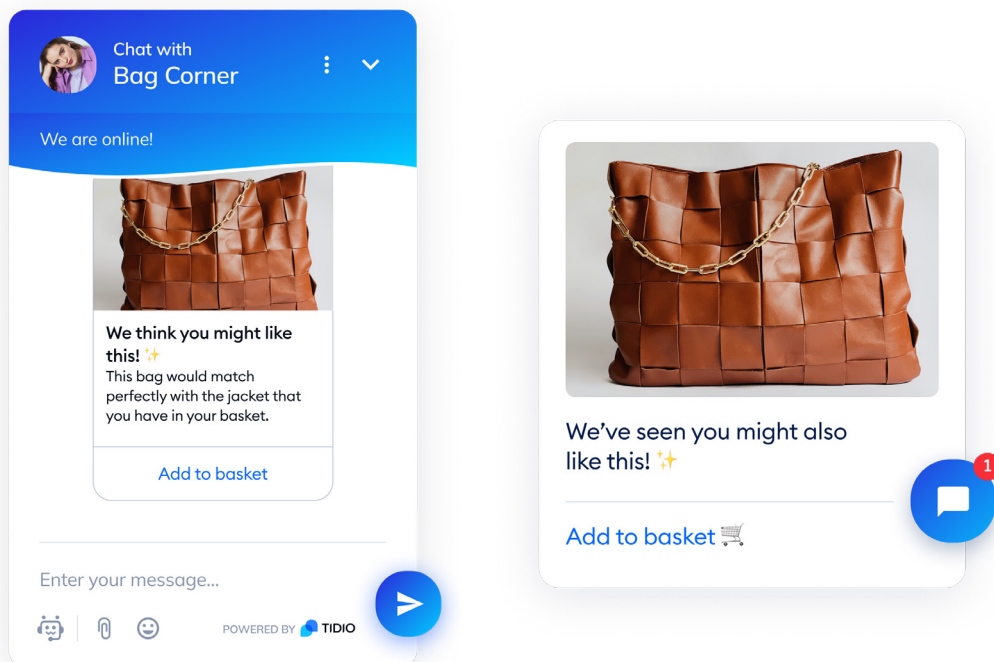 Chat with
Bag Corner
We are online!
We think you might like
this! ✨
This bag would match
perfectly with the jacket that
you have in your basket.
Add to basket
Enter your message...
POWERED BY TIDIO
We’ve seen you might also
like this! ✨
Add to basket 🛒
1